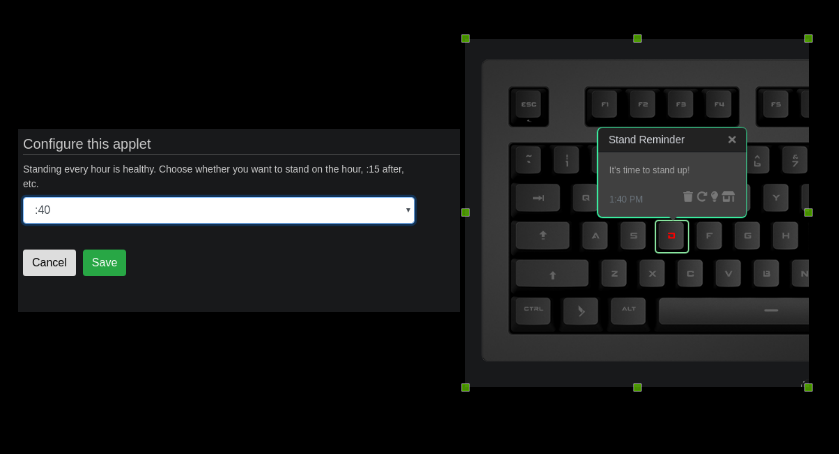 Configure this applet
Standing every hour is healthy. Choose whether you want to stand on the hour, :15 after,
etc.
:40
Cancel
Save
ESC
F1
F2
F3
F4
F5
Stand Reminder
It's time to stand up!
1:40 PM
Q
Y
A
S
D
F
G
H
Z
X
C
V
B
N
CTRL
ALT